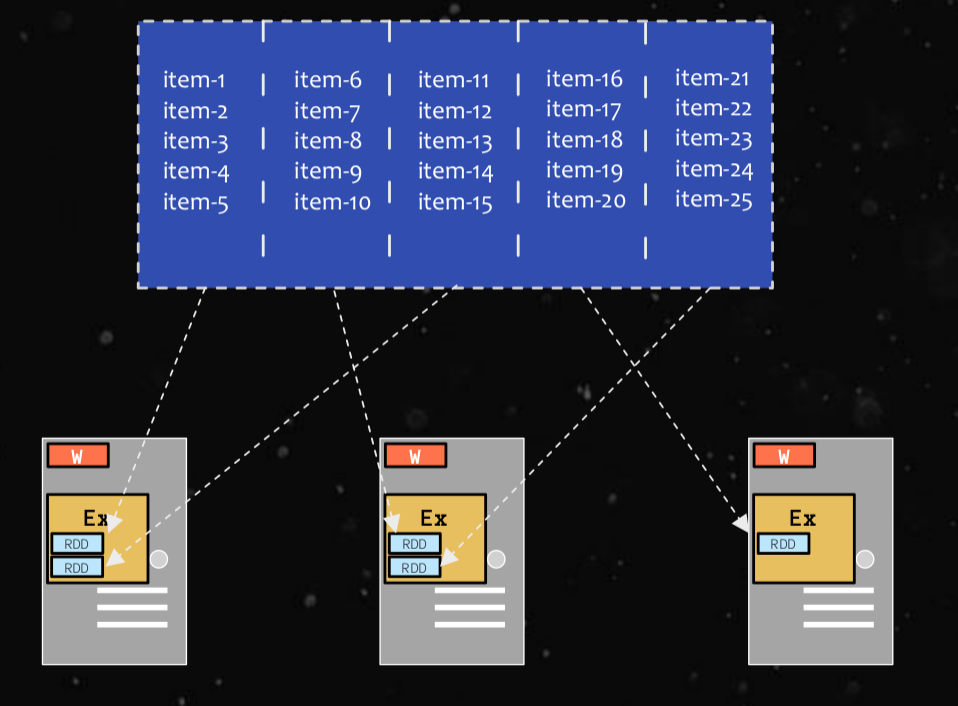 item-1
item-2
item-3
item-4
item-5
item-6
item-7
item-8
item-9
item-10
item-11
item-12
item-13
item-14
item-15
item-16
item-17
item-18
item-19
item-20
item-21
item-22
item-23
item-24
item-25
W
Ex
RDD
RDD
W
Ex
RDD
RDD
W
Ex
RDD